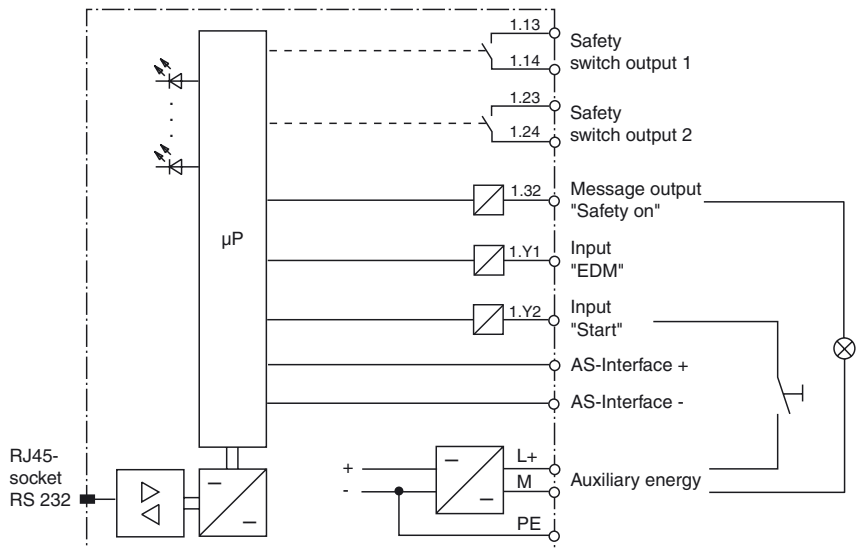 1.13
Safety
switch output 1
1.14
1.23
Safety
switch output 2
1.24
1.32
Message output
"Safety on"
µP
1.Y1
Input
"EDM"
1.Y2
Input
"Start"
AS-Interface +
AS-Interface -
RJ45-
socket
RS 232
+
-
L+
M
Auxiliary energy
PE